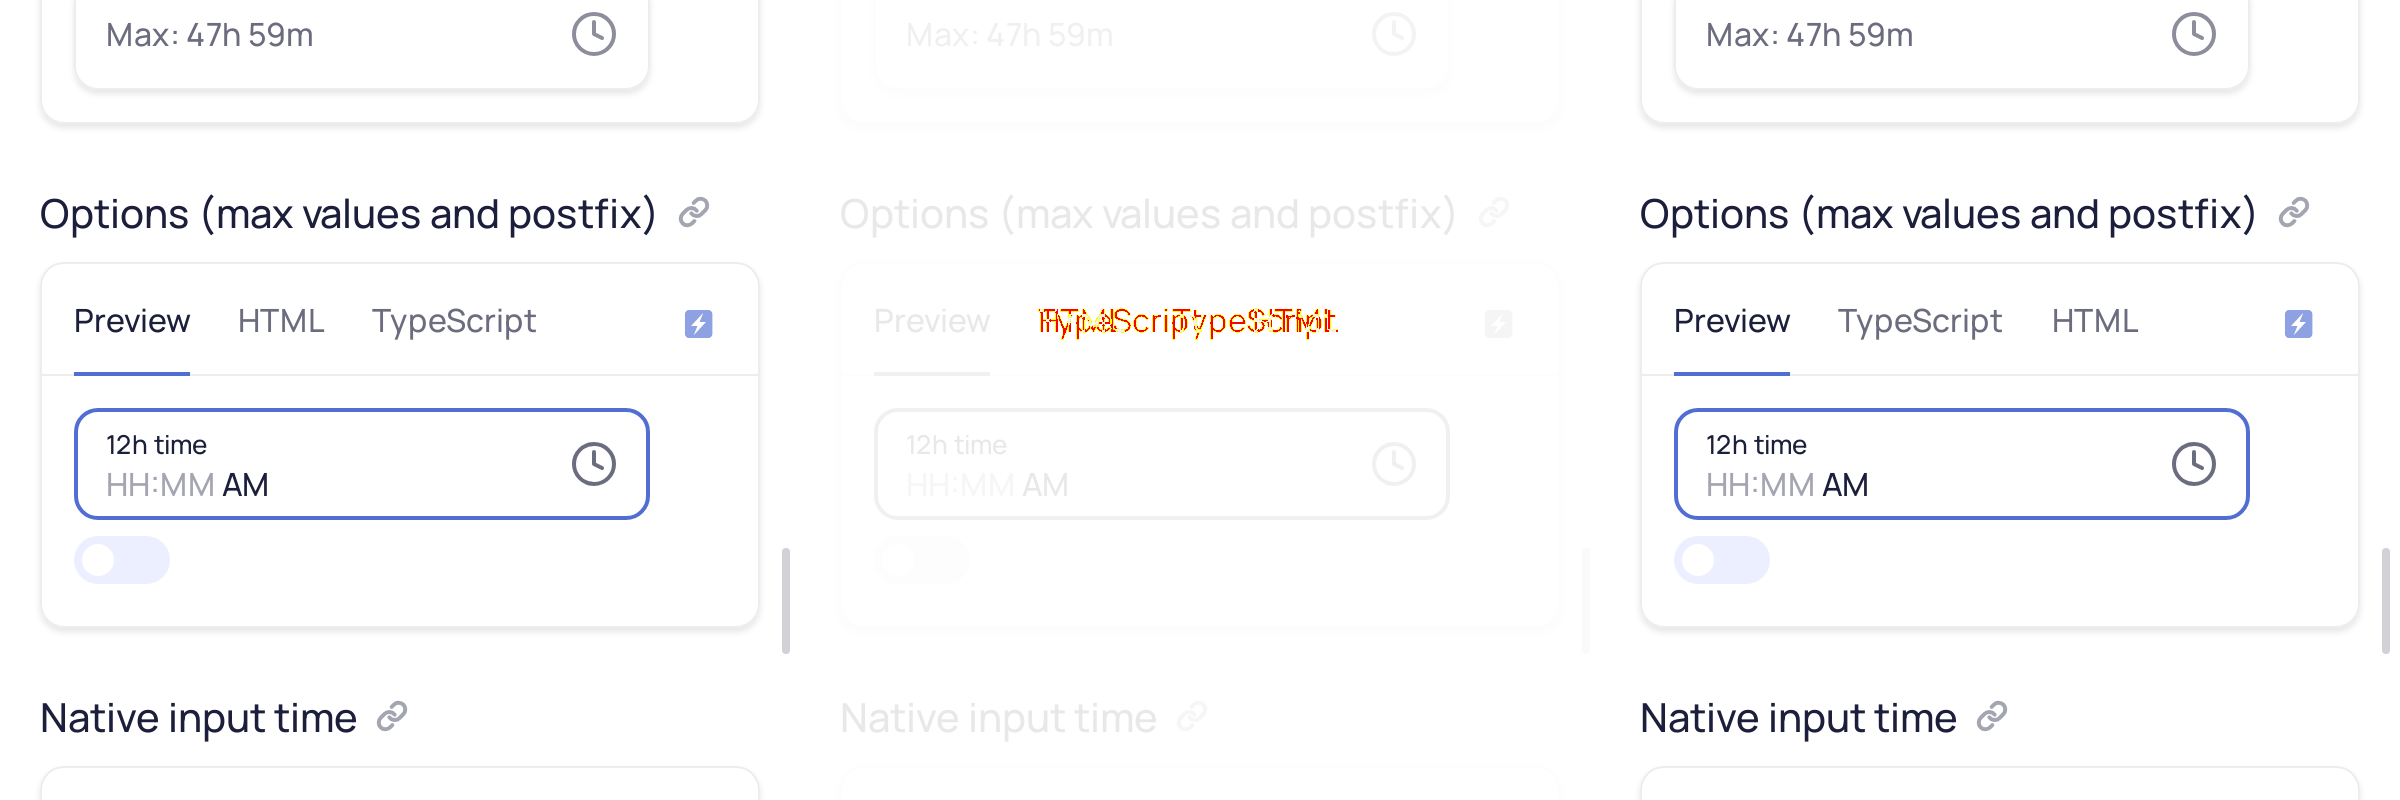 Max: 47h 59m
Options (max values and postfix)
Preview HTML TypeScript
12h time
HH:MM AM
Native input time
Max: 47h 59m
Options (max values and postfix)
Preview
12h time
HH:MM AM
Native input time
Max: 47h 59m
Options (max values and postfix)
Preview TypeScript HTML
12h time
HH:MM AM
Native input time